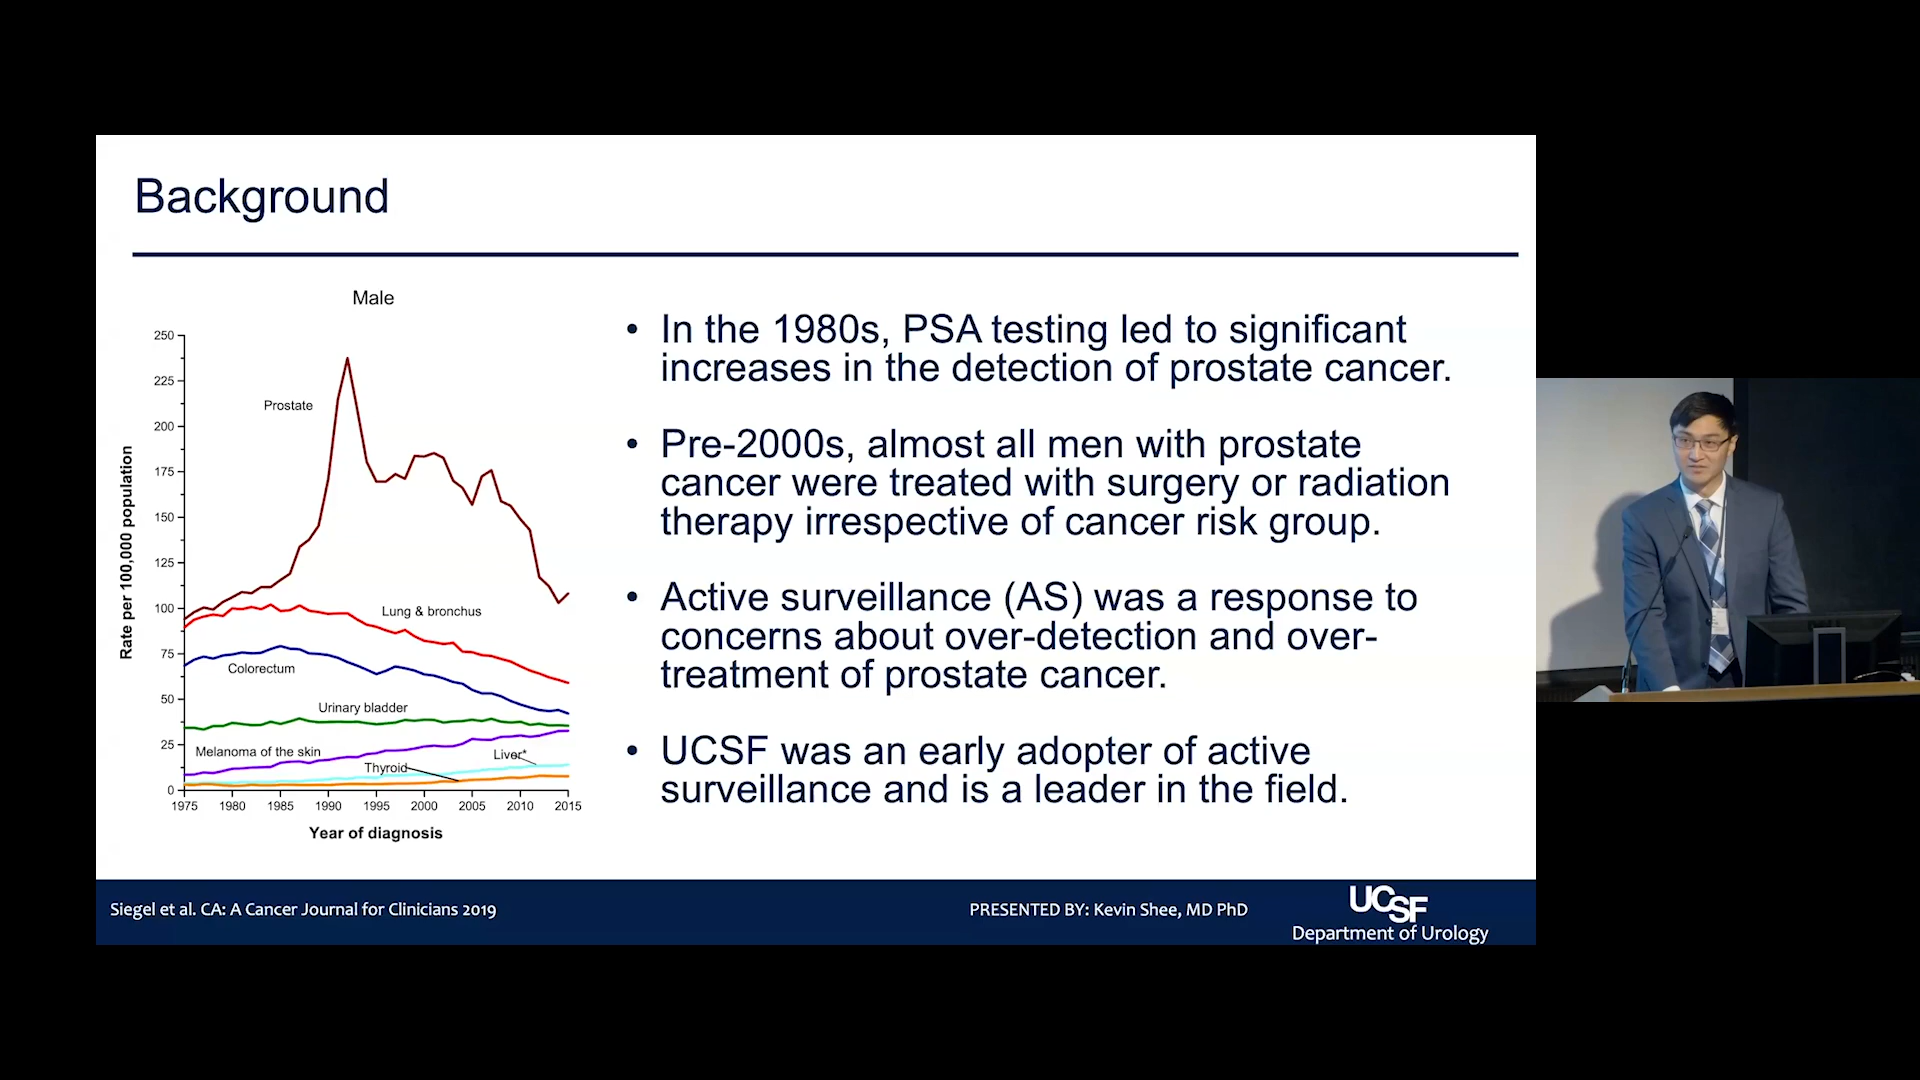 Background
Male
250
225
200
175
150
125
100
75
50
25
0
Rate per 100,000 population
Prostate
Lung & bronchus
Colorectum
Urinary bladder
Melanoma of the skin
Liver*
Thyroid
1975 1980 1985 1990 1995 2000 2005 2010 2015
Year of diagnosis
• In the 1980s, PSA testing led to significant
increases in the detection of prostate cancer.
• Pre-2000s, almost all men with prostate
cancer were treated with surgery or radiation
therapy irrespective of cancer risk group.
• Active surveillance (AS) was a response to
concerns about over-detection and over-
treatment of prostate cancer.
• UCSF was an early adopter of active
surveillance and is a leader in the field.
Siegel et al. CA: A Cancer Journal for Clinicians 2019
PRESENTED BY: Kevin Shee, MD PhD
UCSF
Department of Urology